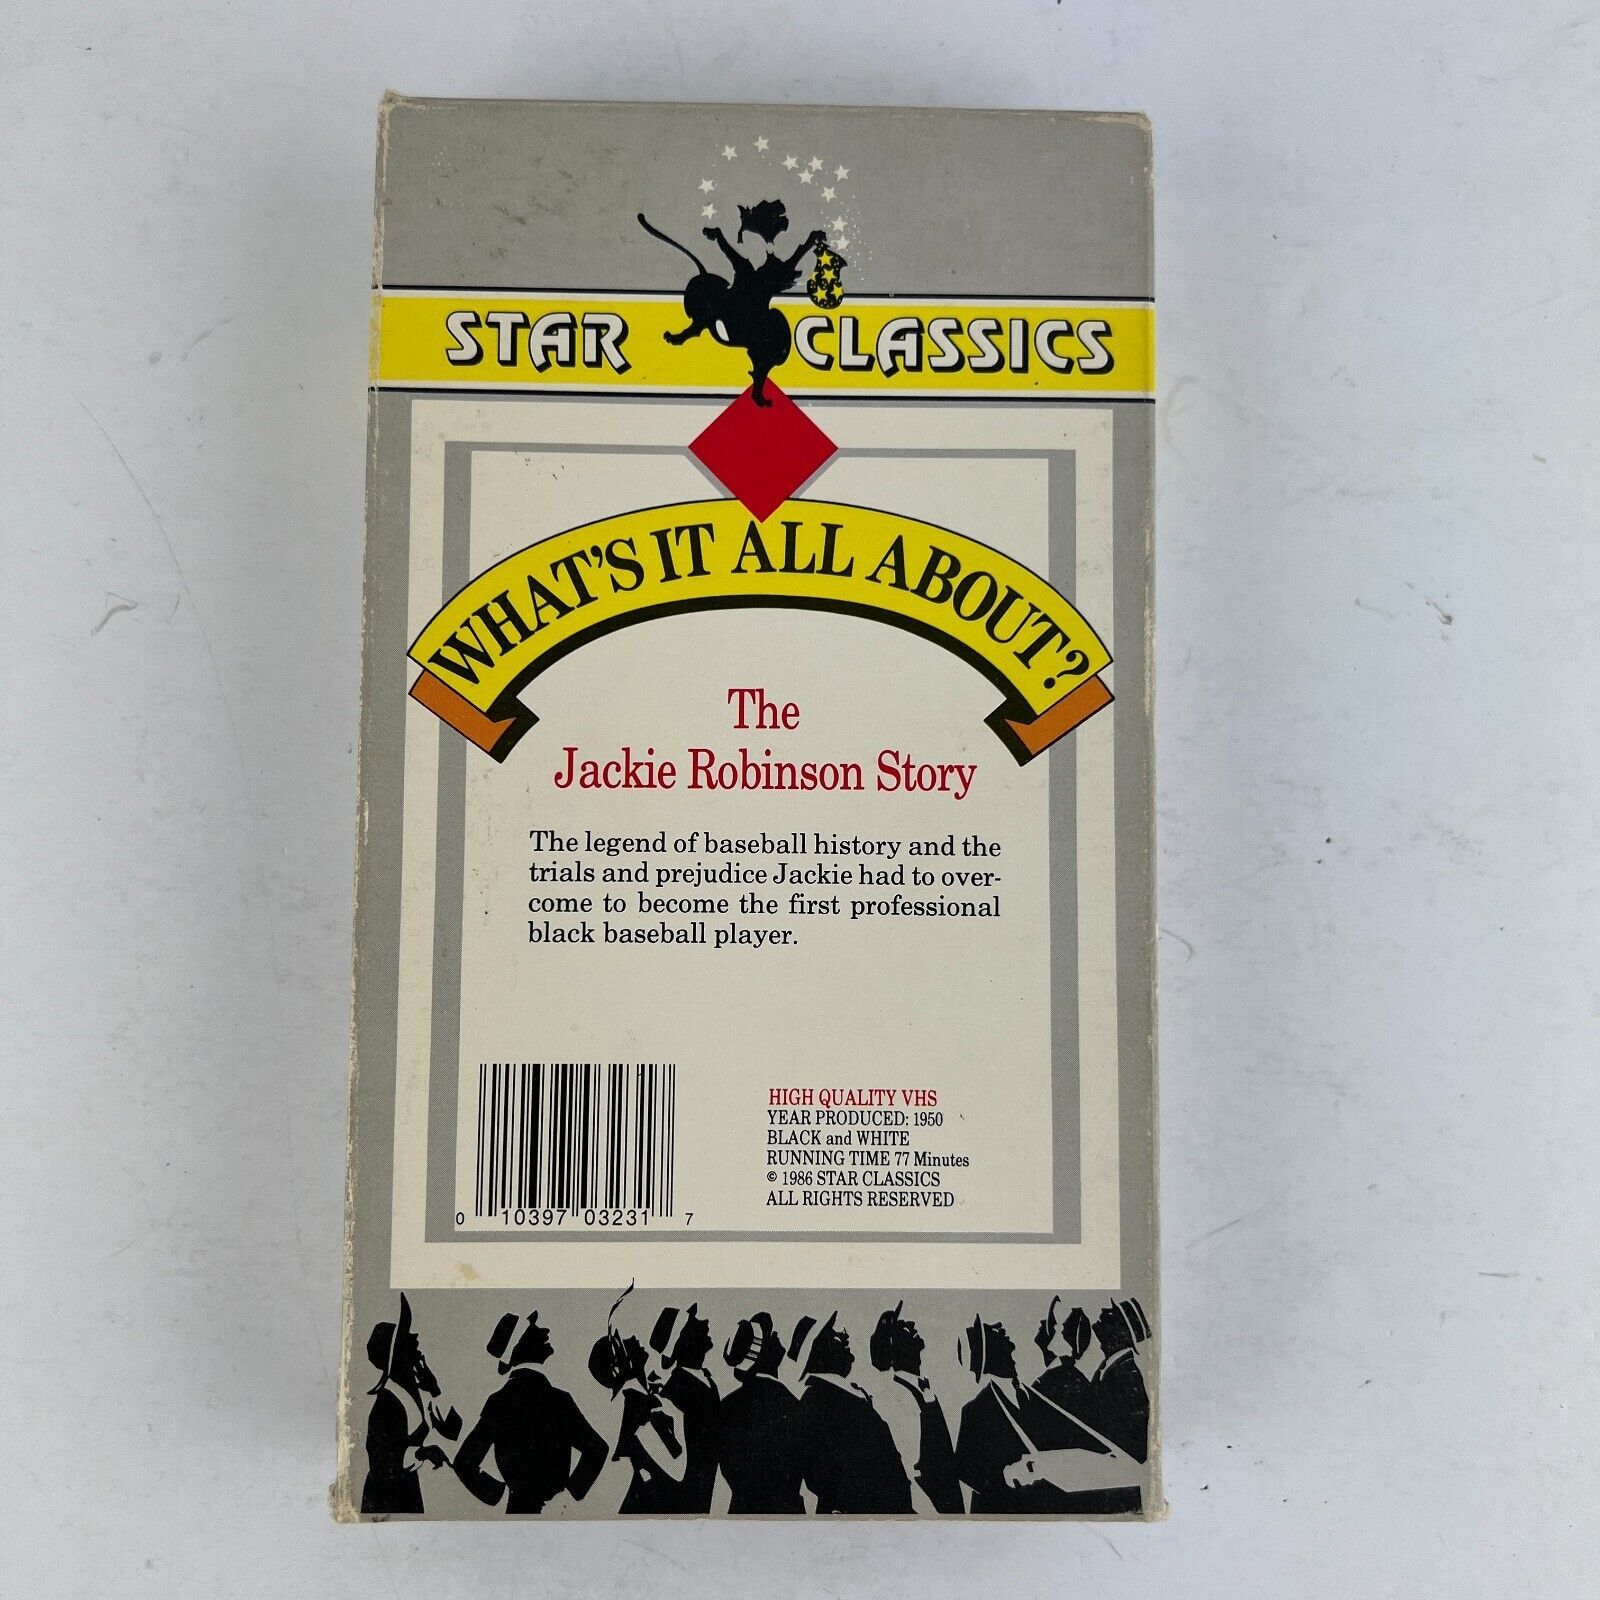 STAR CLASSICS
WHAT'S IT ALL ABOUT?
The
Jackie Robinson Story
The legend of baseball history and the
trials and prejudice Jackie had to over-
come to become the first professional
black baseball player.
HIGH QUALITY VHS
YEAR PRODUCED: 1950
BLACK and WHITE
RUNNING TIME 77 Minutes
© 1986 STAR CLASSICS
ALL RIGHTS RESERVED
0 10397 03231 7